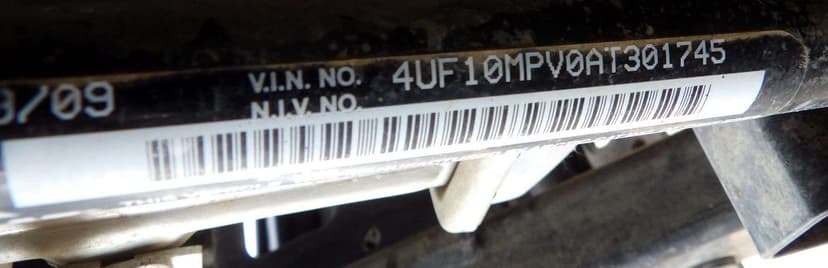 /09
V.I.N. NO. 4UF10MPV0AT301745
N.I.V. NO.